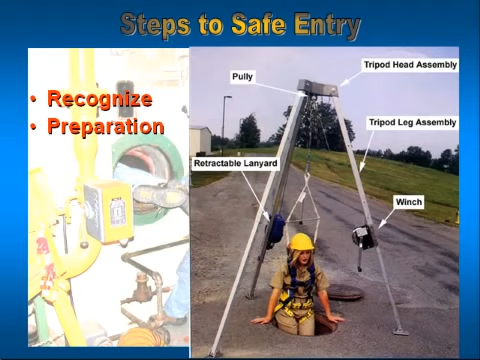 Steps to Safe Entry
• Recognize
• Preparation
Tripod Head Assembly
Pully
Tripod Leg Assembly
Retractable Lanyard
Winch